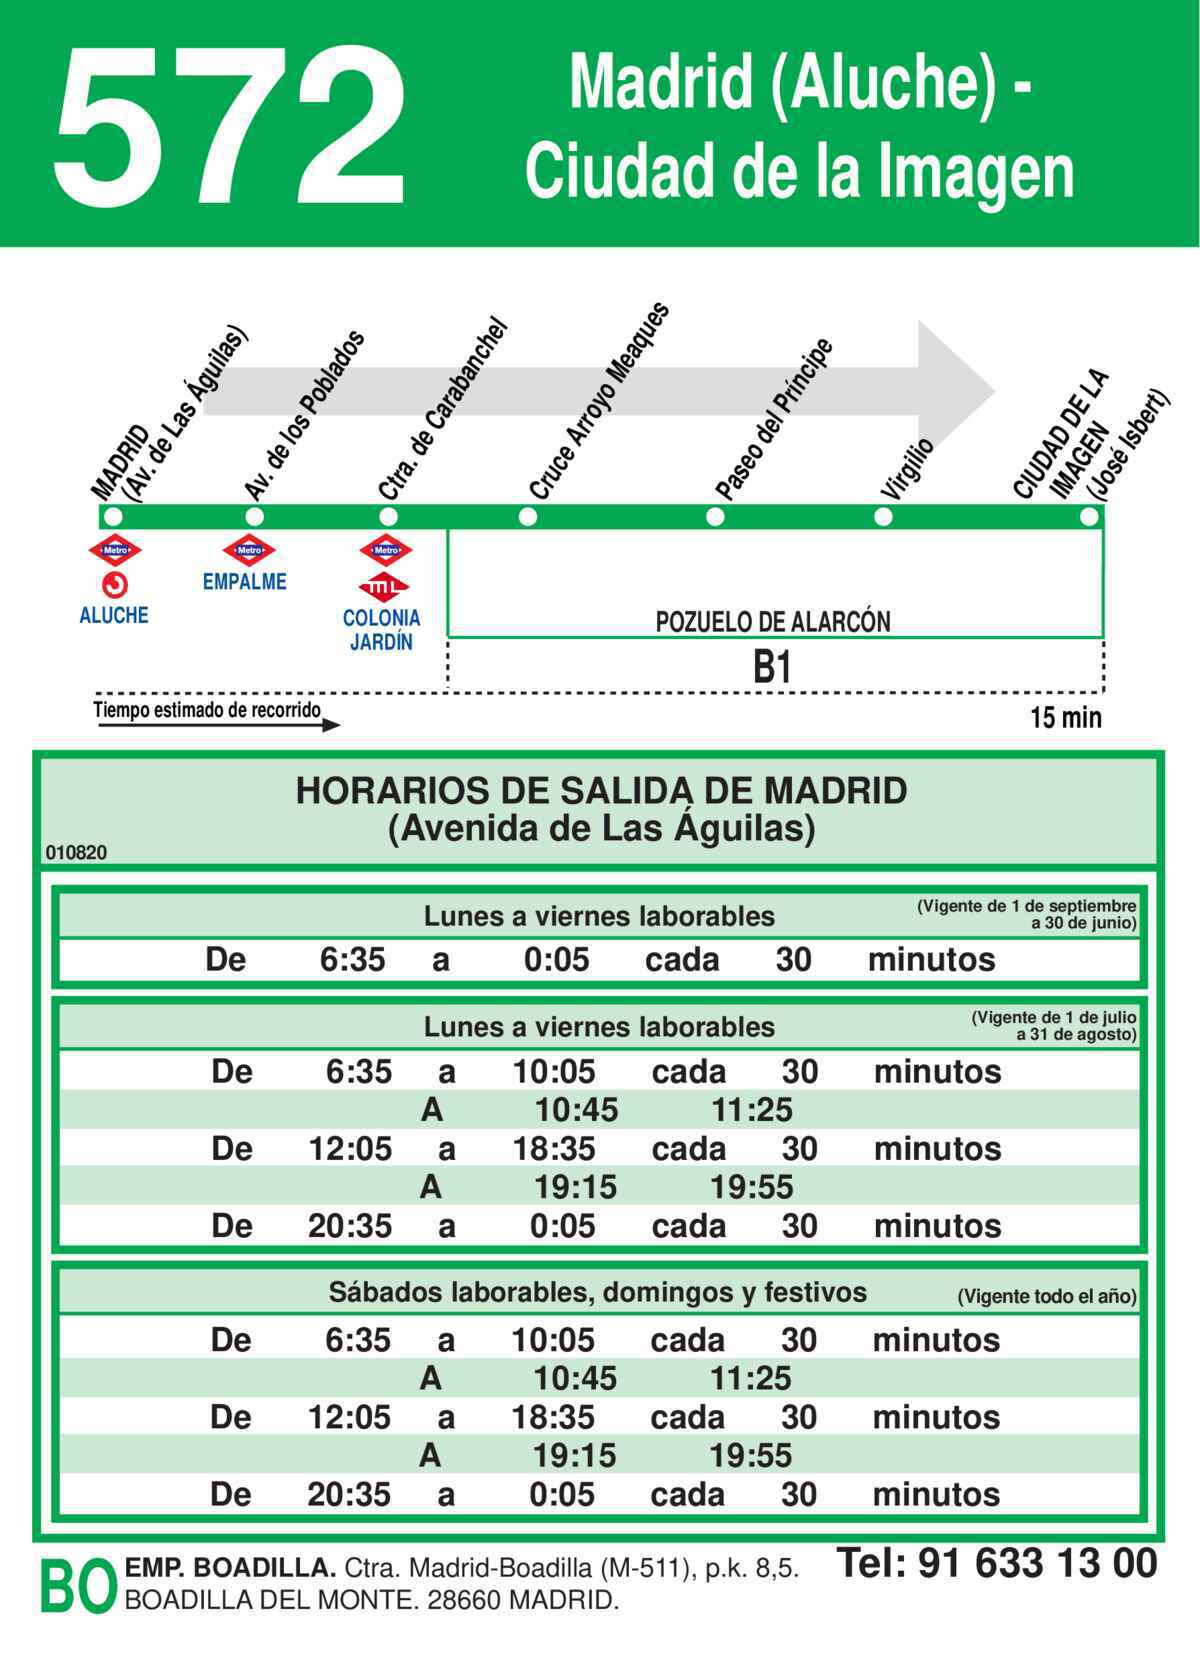 572
Madrid (Aluche) -
Ciudad de la Imagen
MADRID
(Av. de Las Águilas)
Av. de los Poblados
Ctra. de Carabanchel
Cruce Arroyo Meaques
Paseo del Príncipe
Virgilio
CIUDAD DE LA
IMAGEN
(José Isbert)
Metro
Metro
Metro
ML
ALUCHE
EMPALME
COLONIA
JARDÍN
POZUELO DE ALARCÓN
B1
Tiempo estimado de recorrido
15 min
HORARIOS DE SALIDA DE MADRID
(Avenida de Las Águilas)
010820
Lunes a viernes laborables
(Vigente de 1 de septiembre
a 30 de junio)
De 6:35 a 0:05 cada 30 minutos
Lunes a viernes laborables
(Vigente de 1 de julio
a 31 de agosto)
De 6:35 a 10:05 cada 30 minutos
A 10:45 11:25
De 12:05 a 18:35 cada 30 minutos
A 19:15 19:55
De 20:35 a 0:05 cada 30 minutos
Sábados laborables, domingos y festivos (Vigente todo el año)
De 6:35 a 10:05 cada 30 minutos
A 10:45 11:25
De 12:05 a 18:35 cada 30 minutos
A 19:15 19:55
De 20:35 a 0:05 cada 30 minutos
BO
EMP. BOADILLA. Ctra. Madrid-Boadilla (M-511), p.k. 8,5.
BOADILLA DEL MONTE. 28660 MADRID.
Tel: 91 633 13 00